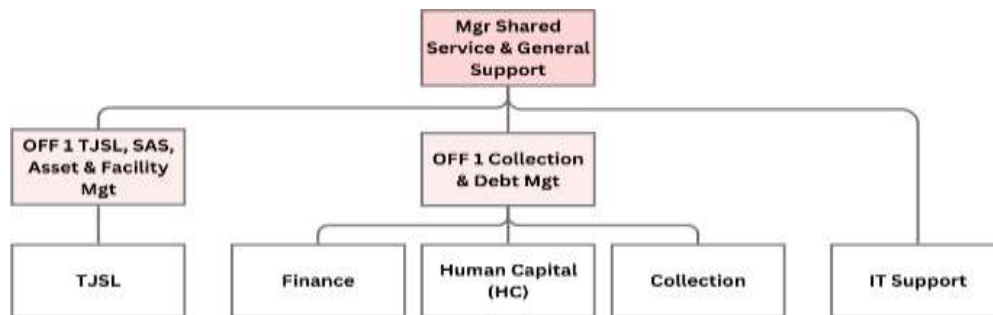 Mgr Shared
Service & General
Support
OFF 1 TJSL, SAS,
Asset & Facility
Mgt
OFF 1 Collection
& Debt Mgt
TJSL
Finance
Human Capital
(HC)
Collection
IT Support